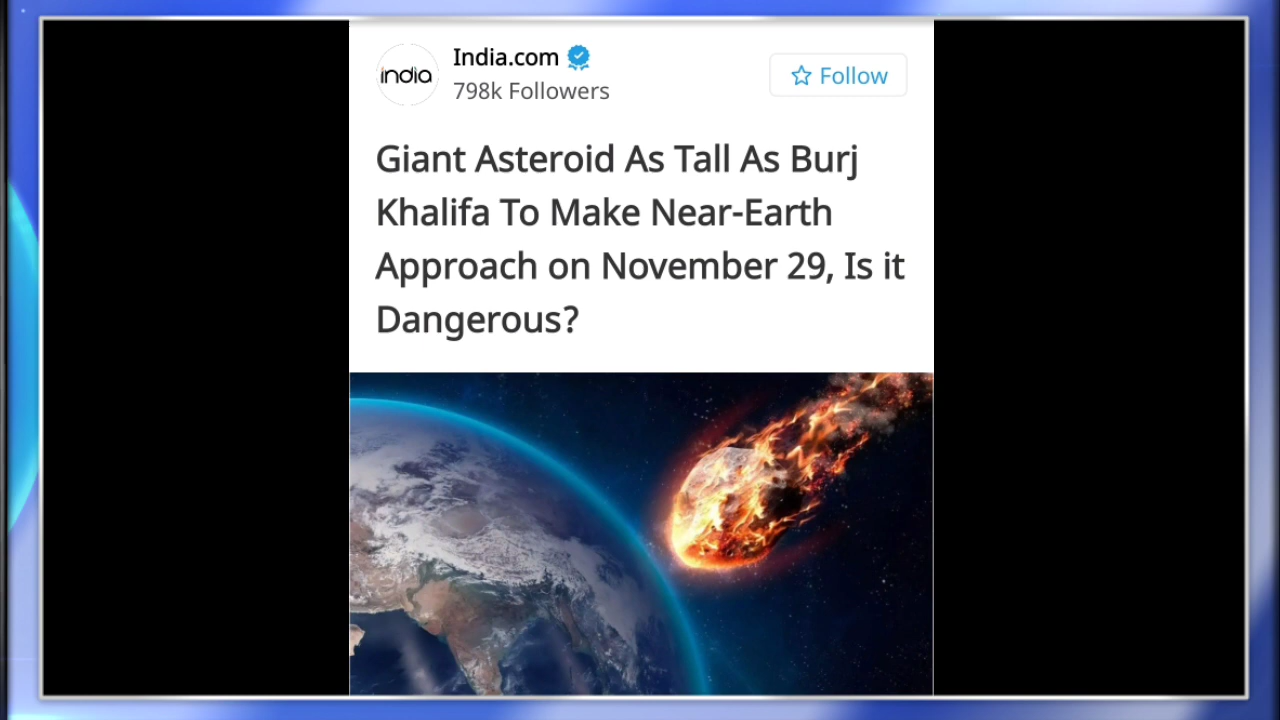 india
India.com
798k Followers
Follow
Giant Asteroid As Tall As Burj
Khalifa To Make Near-Earth
Approach on November 29, Is it
Dangerous?